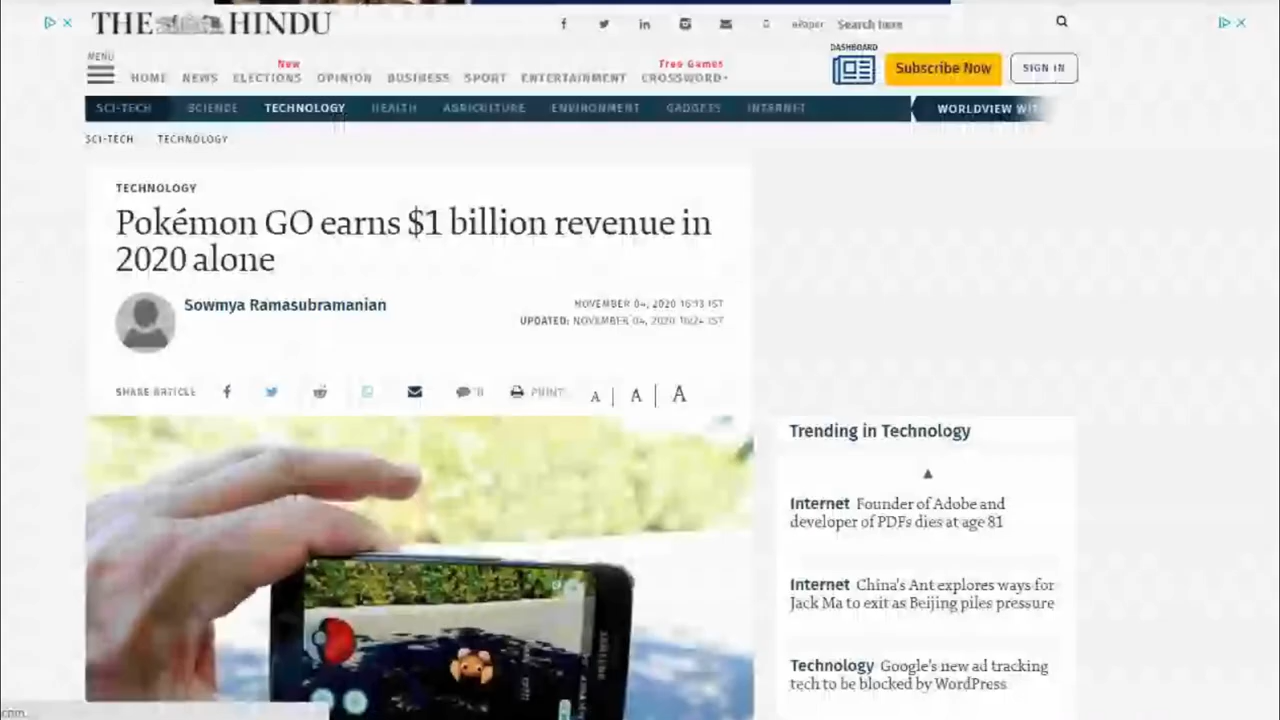 THE HINDU
ePaper Search here
MENU
HOME NEWS New ELECTIONS OPINION BUSINESS SPORT ENTERTAINMENT Free Games CROSSWORD+
DASHBOARD
Subscribe Now
SIGN IN
SCI-TECH SCIENCE TECHNOLOGY HEALTH AGRICULTURE ENVIRONMENT GADGETS INTERNET WORLDVIEW WIT
SCI-TECH TECHNOLOGY
TECHNOLOGY
Pokémon GO earns $1 billion revenue in
2020 alone
Sowmya Ramasubramanian
NOVEMBER 04, 2020 16:13 IST
UPDATED: NOVEMBER 04, 2020 16:24 IST
SHARE ARTICLE
PRINT A | A | A
Trending in Technology
Internet Founder of Adobe and
developer of PDFs dies at age 81
Internet China's Ant explores ways for
Jack Ma to exit as Beijing piles pressure
Technology Google's new ad tracking
tech to be blocked by WordPress
com